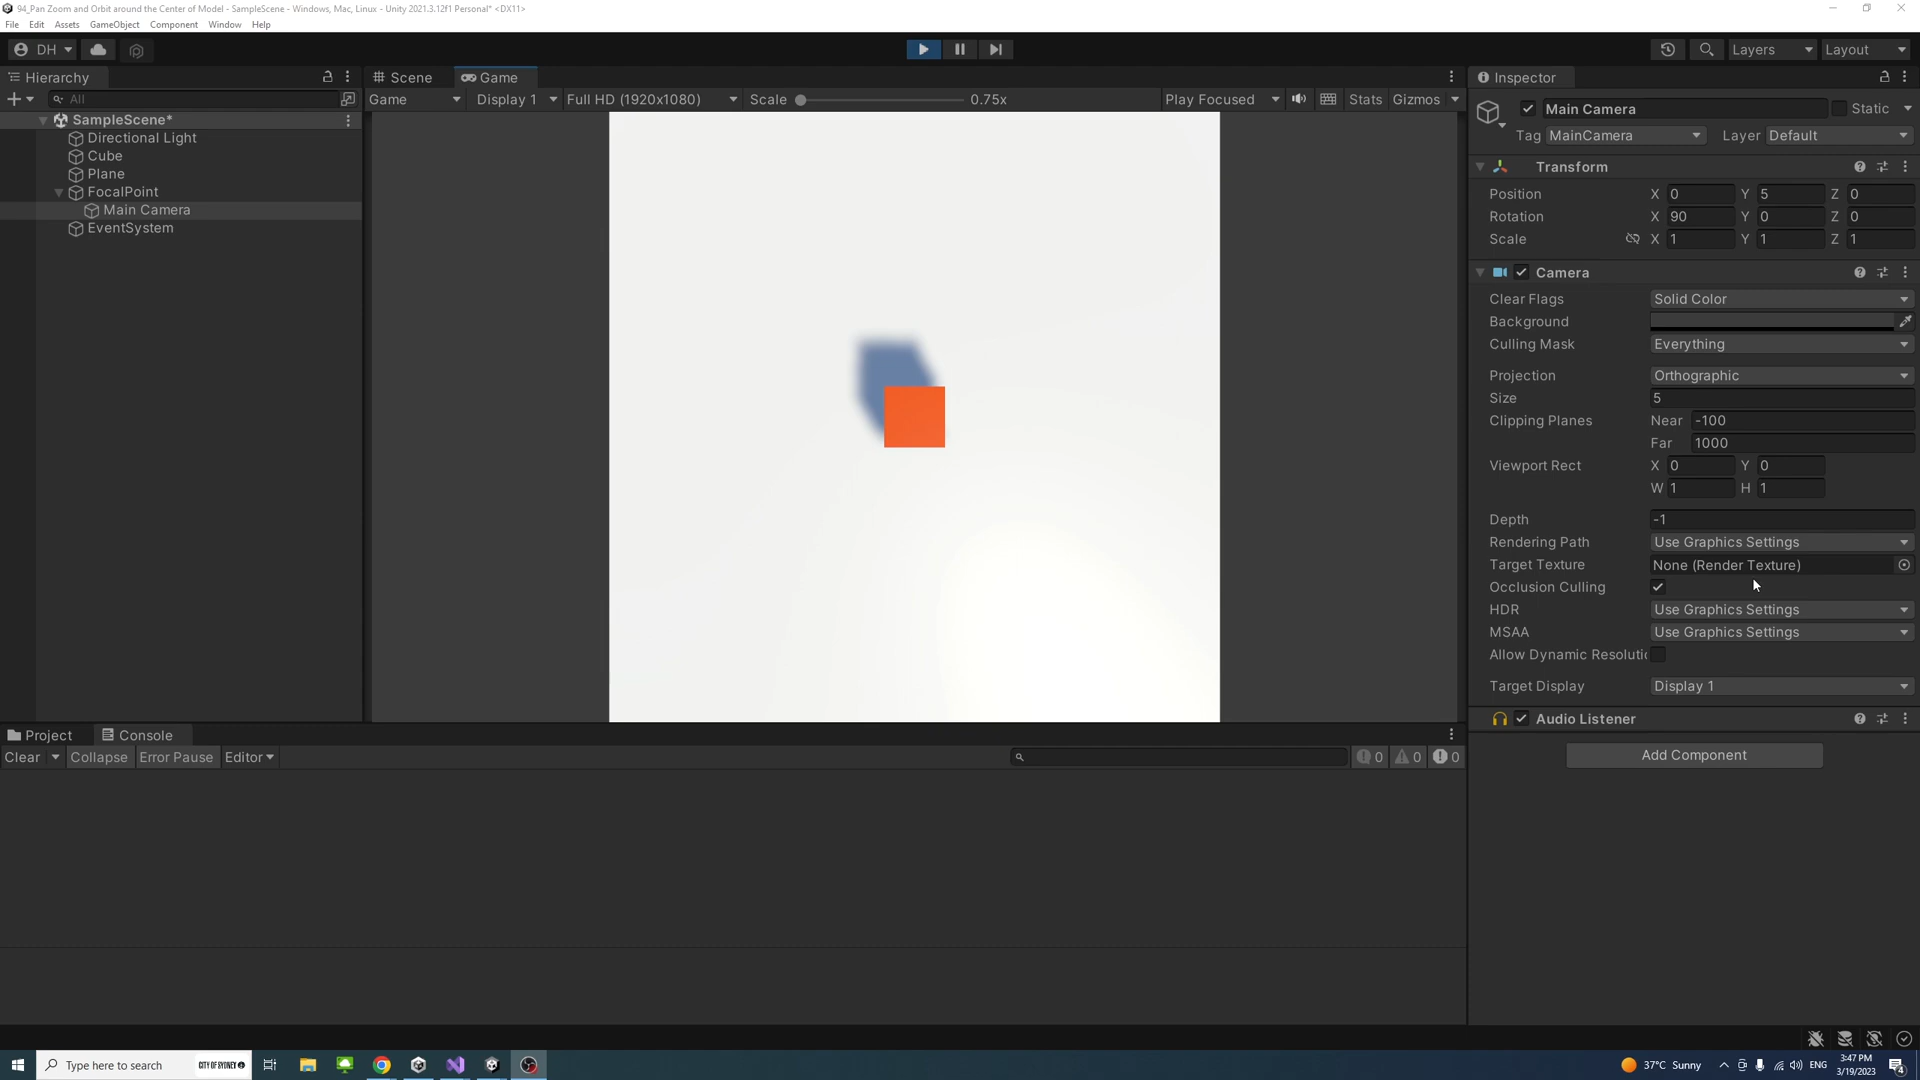 94_Pan Zoom and Orbit around the Center of Model - SampleScene - Windows, Mac, Linux - Unity 2021.3.12f1 Personal* <DX11>
File Edit Assets GameObject Component Window Help
DH Layers Layout
Hierarchy
All
SampleScene*
Directional Light
Cube
Plane
FocalPoint
Main Camera
EventSystem
Scene Game
Game Display 1 Full HD (1920x1080) Scale 0.75x Play Focused Stats Gizmos
Inspector
Main Camera Static
Tag MainCamera Layer Default
Transform
Position X 0 Y 5 Z 0
Rotation X 90 Y 0 Z 0
Scale X 1 Y 1 Z 1
Camera
Clear Flags Solid Color
Background
Culling Mask Everything
Projection Orthographic
Size 5
Clipping Planes Near -100
Far 1000
Viewport Rect X 0 Y 0
W 1 H 1
Depth -1
Rendering Path Use Graphics Settings
Target Texture None (Render Texture)
Occlusion Culling
HDR Use Graphics Settings
MSAA Use Graphics Settings
Allow Dynamic Resoluti
Target Display Display 1
Audio Listener
Add Component
Project Console
Clear Collapse Error Pause Editor 0 0 0
Type here to search CITY OF SYDNEY
37°C Sunny ENG 3:47 PM
3/19/2023 4